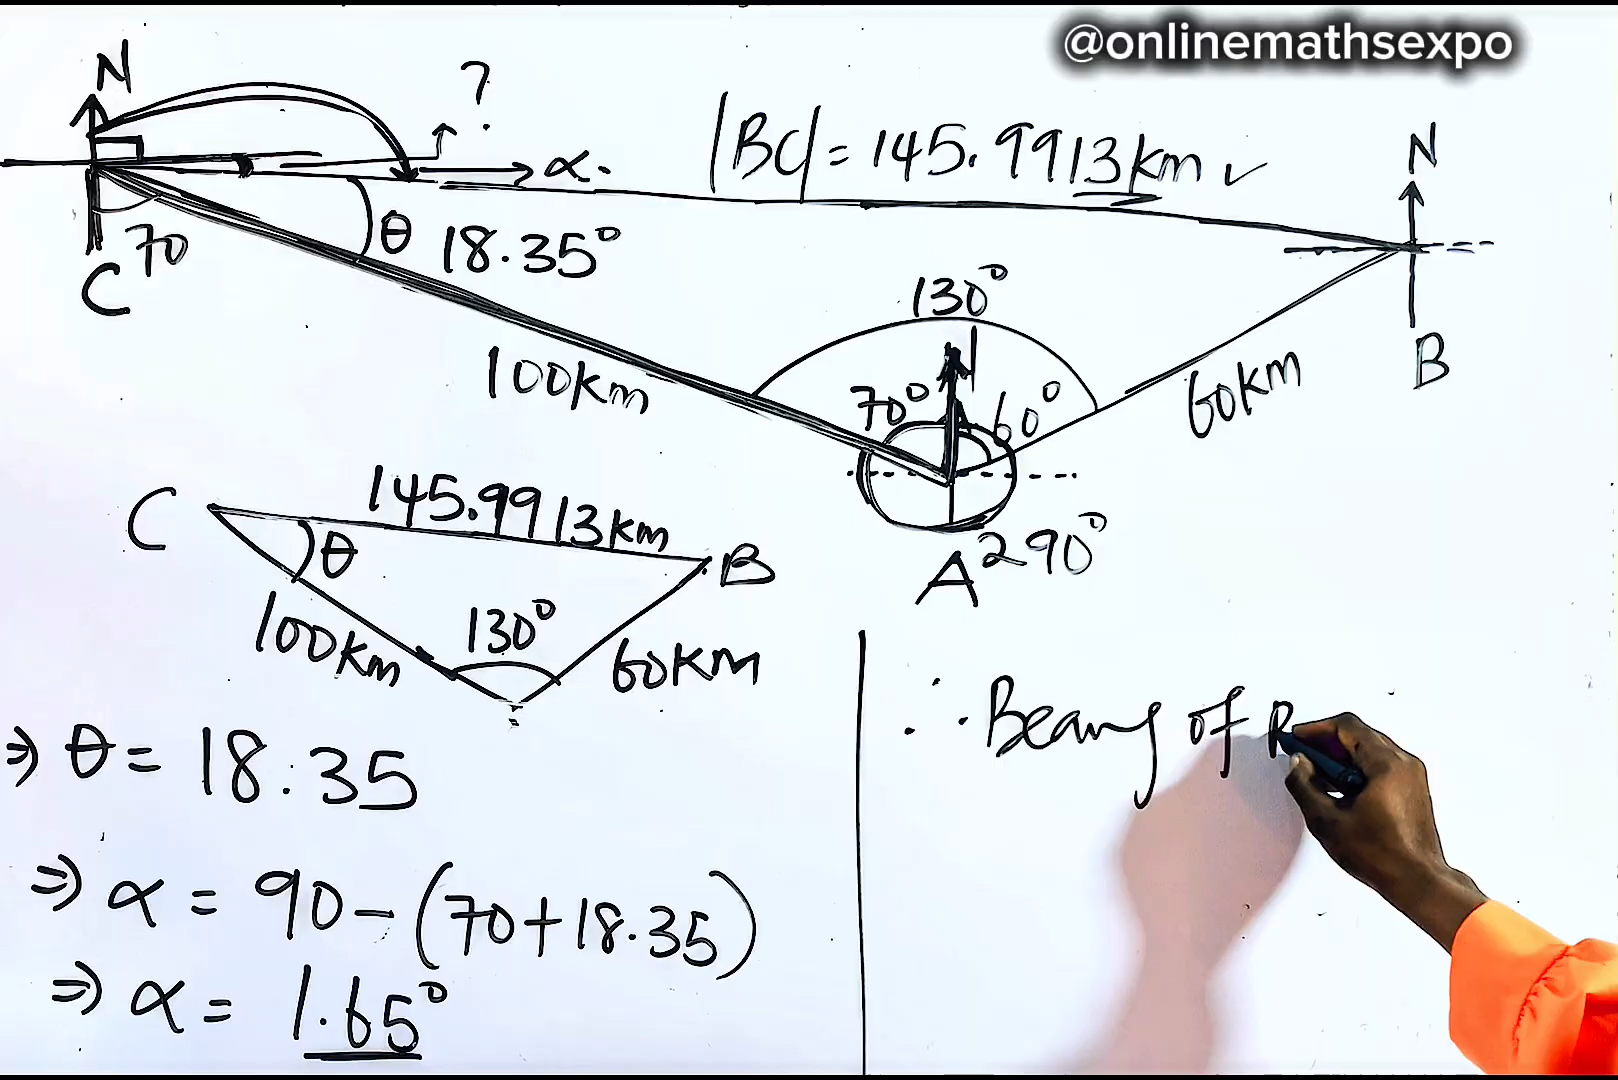 @onlinemathsexpo
N
?
|BC| = 145.9913km ✓
N
α.
70
θ 18.35°
C
130°
100km
N
70° 60°
60km
B
A 290°
C
145.9913km
θ
B
100km
130°
60km
∴ Bearing of B
⇒ θ = 18.35
⇒ α = 90 - (70 + 18.35)
⇒ α = 1.65°